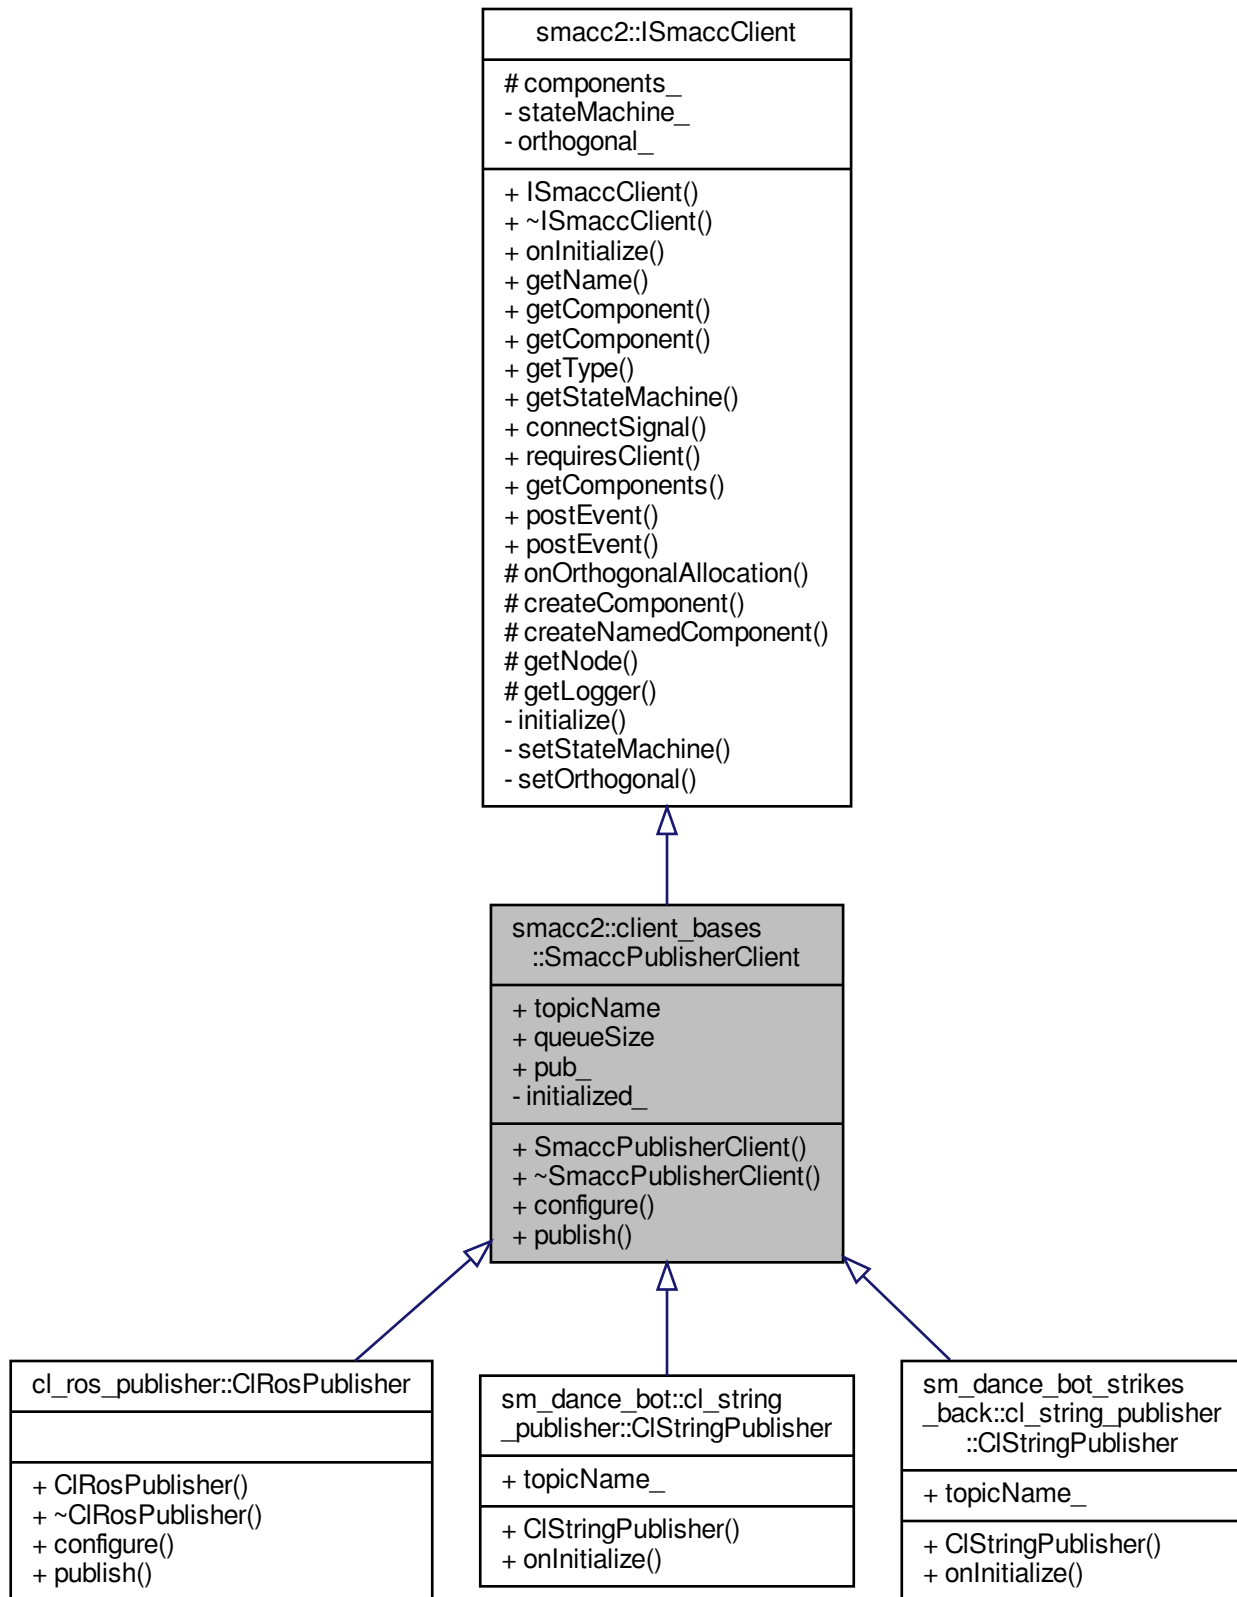 smacc2::ISmaccClient
# components_
- stateMachine_
- orthogonal_
+ ISmaccClient()
+ ~ISmaccClient()
+ onInitialize()
+ getName()
+ getComponent()
+ getComponent()
+ getType()
+ getStateMachine()
+ connectSignal()
+ requiresClient()
+ getComponents()
+ postEvent()
+ postEvent()
# onOrthogonalAllocation()
# createComponent()
# createNamedComponent()
# getNode()
# getLogger()
- initialize()
- setStateMachine()
- setOrthogonal()
smacc2::client_bases
::SmaccPublisherClient
+ topicName
+ queueSize
+ pub_
- initialized_
+ SmaccPublisherClient()
+ ~SmaccPublisherClient()
+ configure()
+ publish()
cl_ros_publisher::ClRosPublisher
+ ClRosPublisher()
+ ~ClRosPublisher()
+ configure()
+ publish()
sm_dance_bot::cl_string
_publisher::ClStringPublisher
+ topicName_
+ ClStringPublisher()
+ onInitialize()
sm_dance_bot_strikes
_back::cl_string_publisher
::ClStringPublisher
+ topicName_
+ ClStringPublisher()
+ onInitialize()